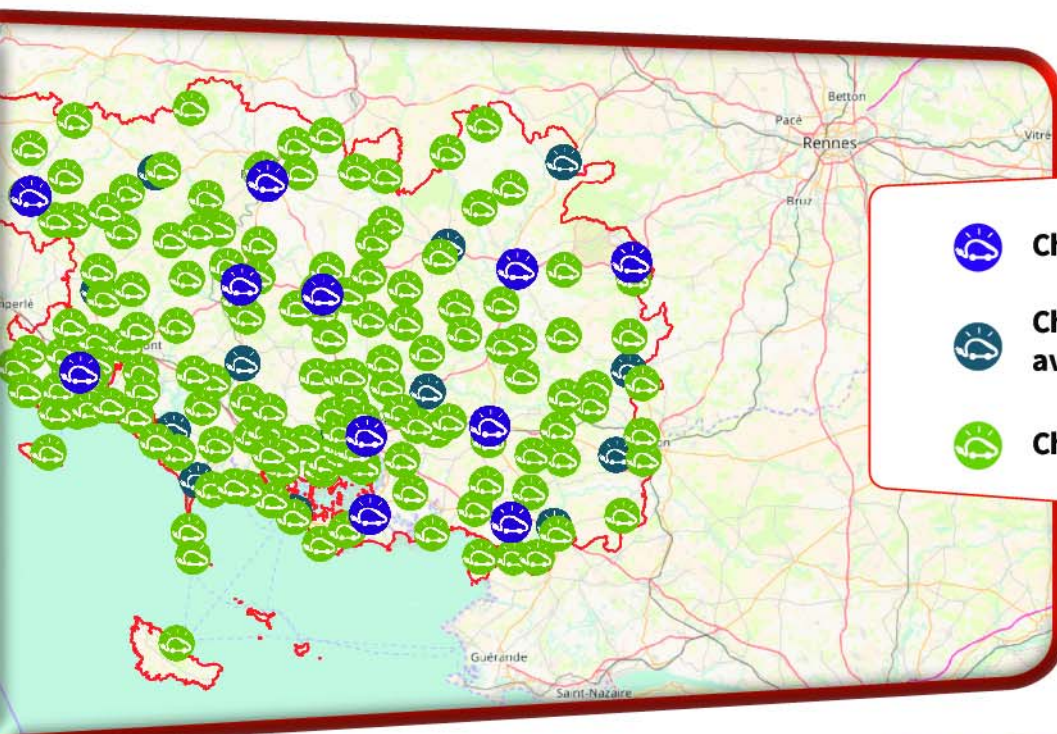 Betton
Pacé
Rennes
Vitré
Bruz
Ch
Ch
av
Ch
Guérande
Saint-Nazaire